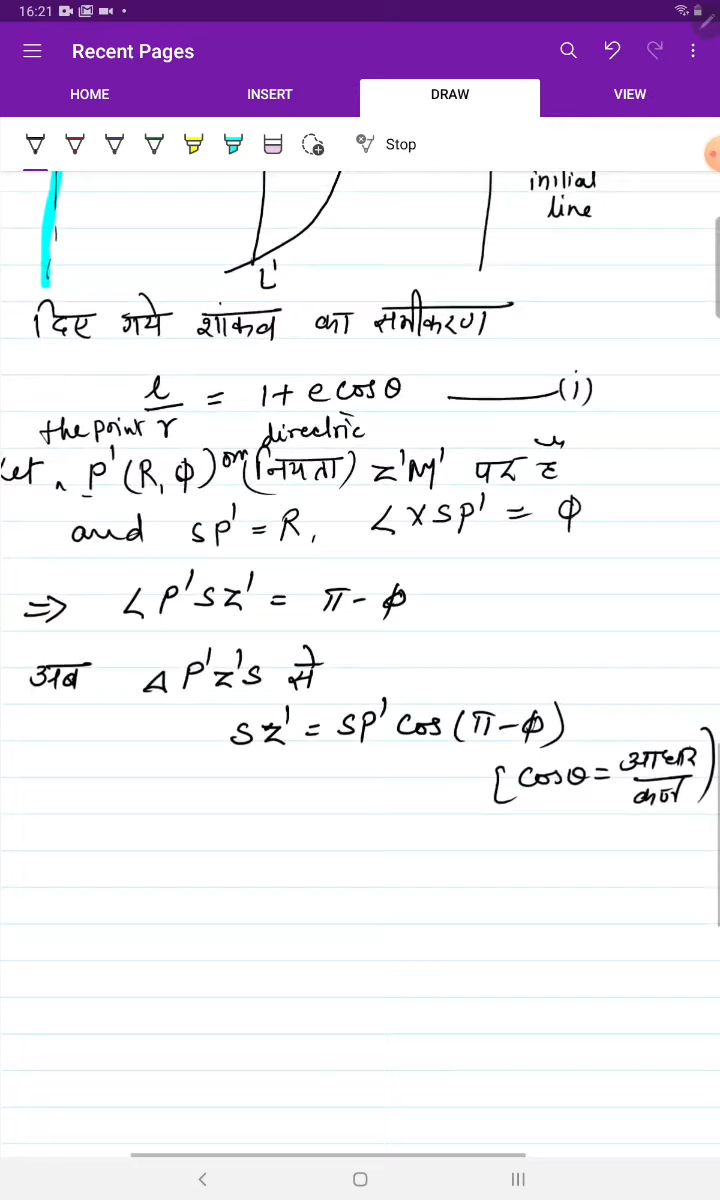 16:21
Recent Pages
HOME INSERT DRAW VIEW
Stop
initial
line
L'
दिए गये शांकव का समीकरण
l/r = 1 + e cos θ ———(i)
the point directric
Let P'(R, φ) on (नियता) Z'M' पर है
and SP' = R, ∠XSP' = φ
⇒ ∠P'SZ' = π - φ
अब △ P'Z'S से
SZ' = SP' cos (π - φ)
[cos θ = आधार/कर्ण)